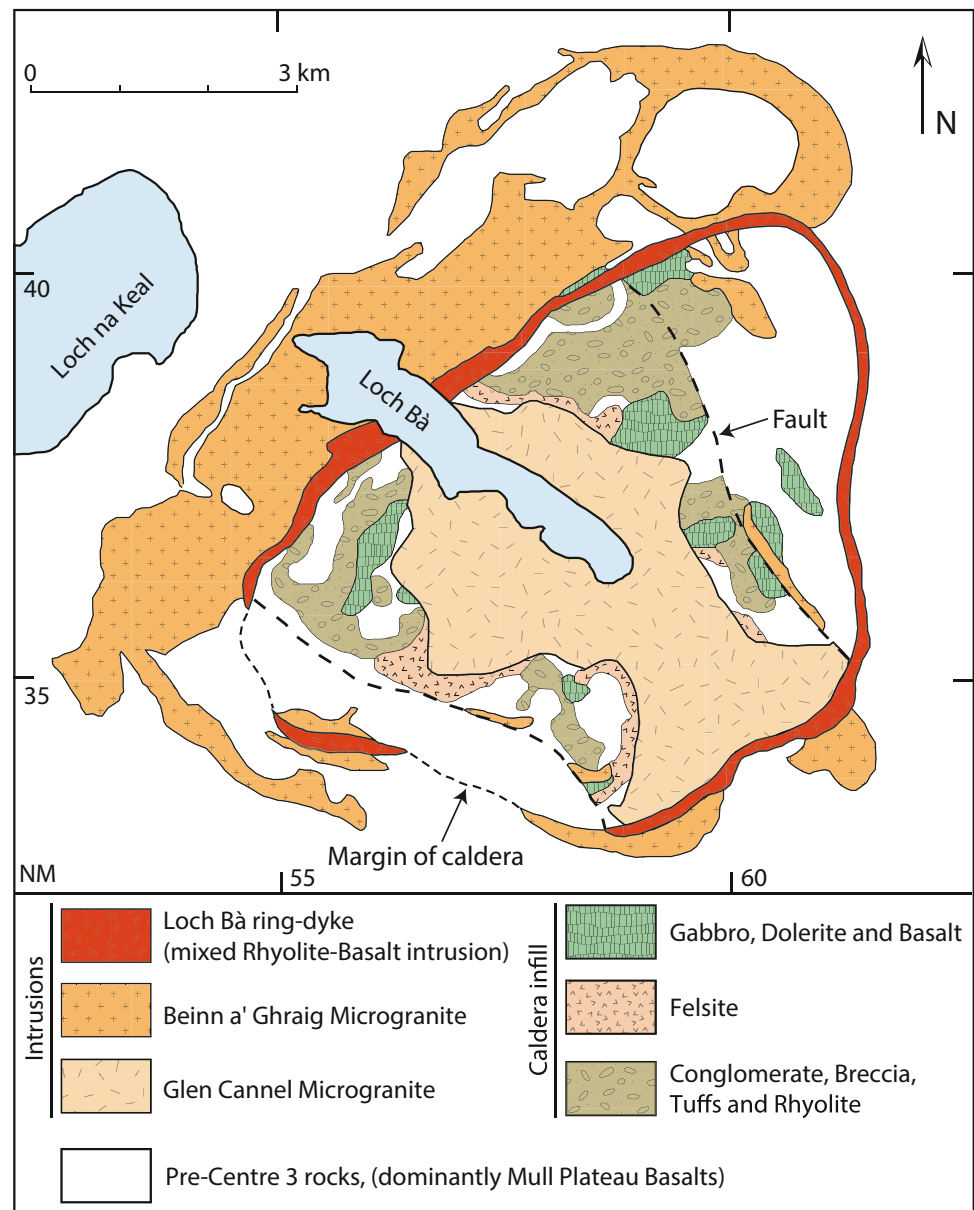 0
3 km
N
40
Loch na Keal
Loch Bà
Fault
35
Margin of caldera
NM
55
60
Intrusions
Loch Bà ring-dyke
(mixed Rhyolite-Basalt intrusion)
Beinn a' Ghraig Microgranite
Glen Cannel Microgranite
Caldera infill
Gabbro, Dolerite and Basalt
Felsite
Conglomerate, Breccia,
Tuffs and Rhyolite
Pre-Centre 3 rocks, (dominantly Mull Plateau Basalts)